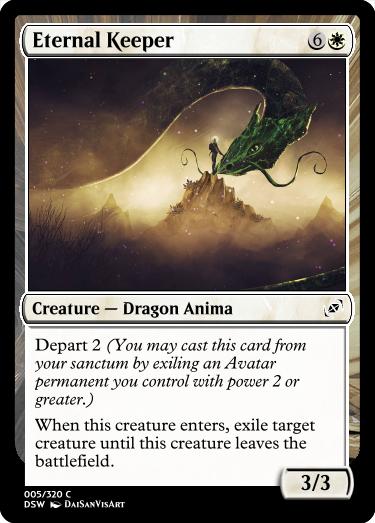 Eternal Keeper 6
Creature — Dragon Anima
Depart 2 (You may cast this card from
your sanctum by exiling an Avatar
permanent you control with power 2 or
greater.)
When this creature enters, exile target
creature until this creature leaves the
battlefield.
3/3
005/320 C
DSW DaiSanVisArt